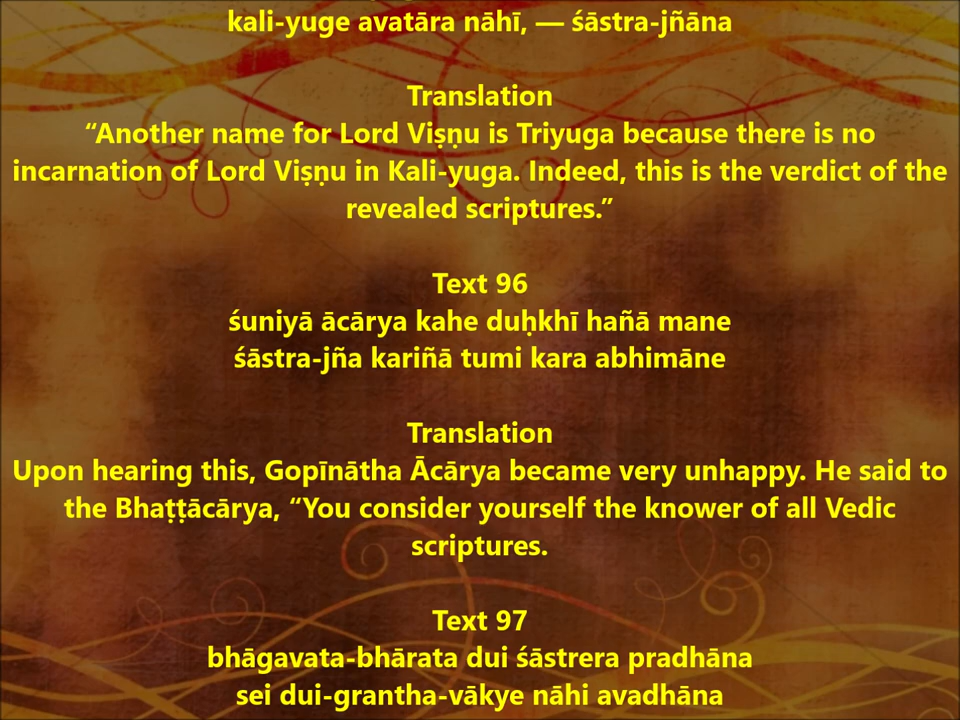 kali-yuge avatāra nāhī, — śāstra-jñāna
Translation
“Another name for Lord Viṣṇu is Triyuga because there is no
incarnation of Lord Viṣṇu in Kali-yuga. Indeed, this is the verdict of the
revealed scriptures.”
Text 96
śuniyā ācārya kahe duḥkhī hañā mane
śāstra-jña kariñā tumi kara abhimāne
Translation
Upon hearing this, Gopīnātha Ācārya became very unhappy. He said to
the Bhaṭṭācārya, “You consider yourself the knower of all Vedic
scriptures.
Text 97
bhāgavata-bhārata dui śāstrera pradhāna
sei dui-grantha-vākye nāhi avadhāna